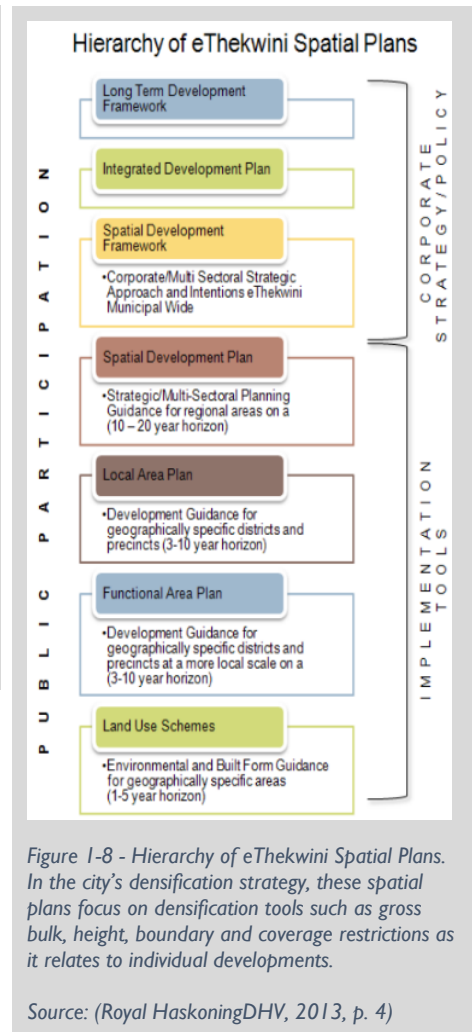 Hierarchy of eThekwini Spatial Plans
PUBLIC PARTICIPATION
Long Term Development
Framework
Integrated Development Plan
Spatial Development
Framework
•Corporate/Multi Sectoral Strategic
Approach and Intentions eThekwini
Municipal Wide
CORPORATE
STRATEGY/POLICY
Spatial Development Plan
•Strategic/Multi-Sectoral Planning
Guidance for regional areas on a
(10 – 20 year horizon)
Local Area Plan
•Development Guidance for
geographically specific districts and
precincts (3-10 year horizon)
Functional Area Plan
•Development Guidance for
geographically specific districts and
precincts at a more local scale on a
(3-10 year horizon)
Land Use Schemes
•Environmental and Built Form Guidance
for geographically specific areas
(1-5 year horizon)
IMPLEMENTATION
TOOLS
Figure 1-8 - Hierarchy of eThekwini Spatial Plans.
In the city's densification strategy, these spatial
plans focus on densification tools such as gross
bulk, height, boundary and coverage restrictions as
it relates to individual developments.
Source: (Royal HaskoningDHV, 2013, p. 4)